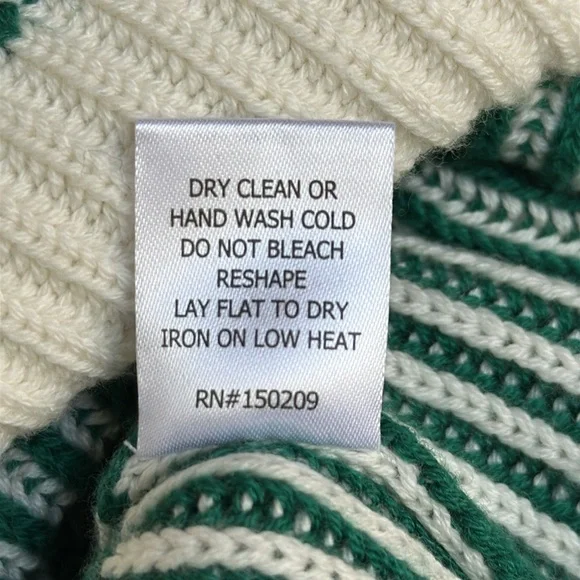 DRY CLEAN OR
HAND WASH COLD
DO NOT BLEACH
RESHAPE
LAY FLAT TO DRY
IRON ON LOW HEAT
RN#150209